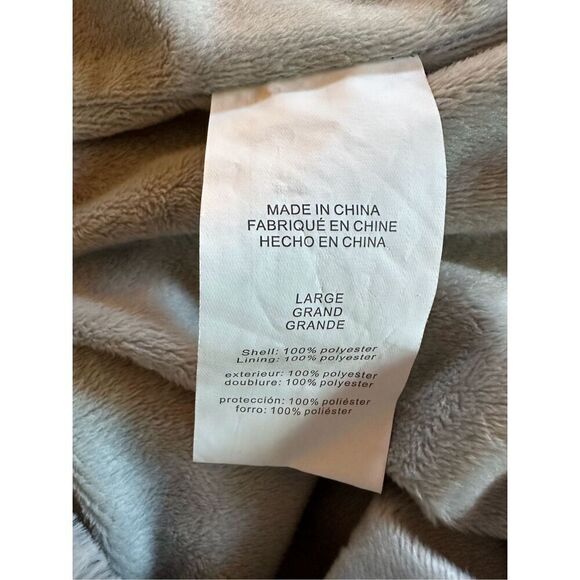 MADE IN CHINA
FABRIQUÉ EN CHINE
HECHO EN CHINA
LARGE
GRAND
GRANDE
Shell: 100% polyester
Lining: 100% polyester
exterieur: 100% polyester
doublure: 100% polyester
protección: 100% poliéster
forro: 100% poliéster